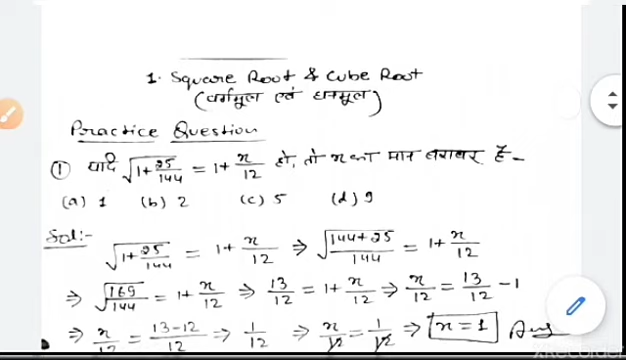 1. Square Root & Cube Root
(वर्गमूल एवं घनमूल)
Practice Question
① यदि √(1+25/144) = 1+x/12 हो, तो x का मान बराबर है -
(a) 1 (b) 2 (c) 5 (d) 9
Sol:- √(1+25/144) = 1+x/12 ⇒ √((144+25)/144) = 1+x/12
⇒ √(169/144) = 1+x/12 ⇒ 13/12 = 1+x/12 ⇒ x/12 = 13/12 - 1
⇒ x/12 = (13-12)/12 ⇒ 1/12 ⇒ x/12 = 1/12 ⇒ x=1 Ans
XRecorder